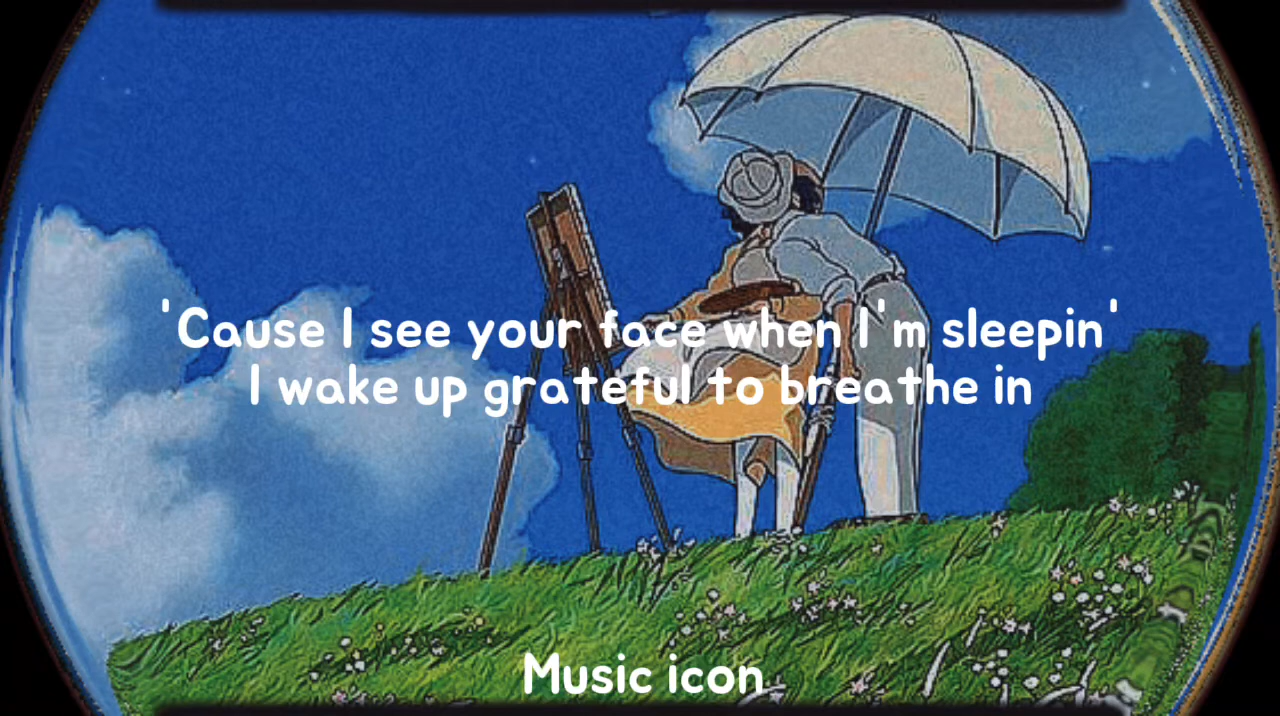 'Cause I see your face when I'm sleepin'
I wake up grateful to breathe in
Music icon